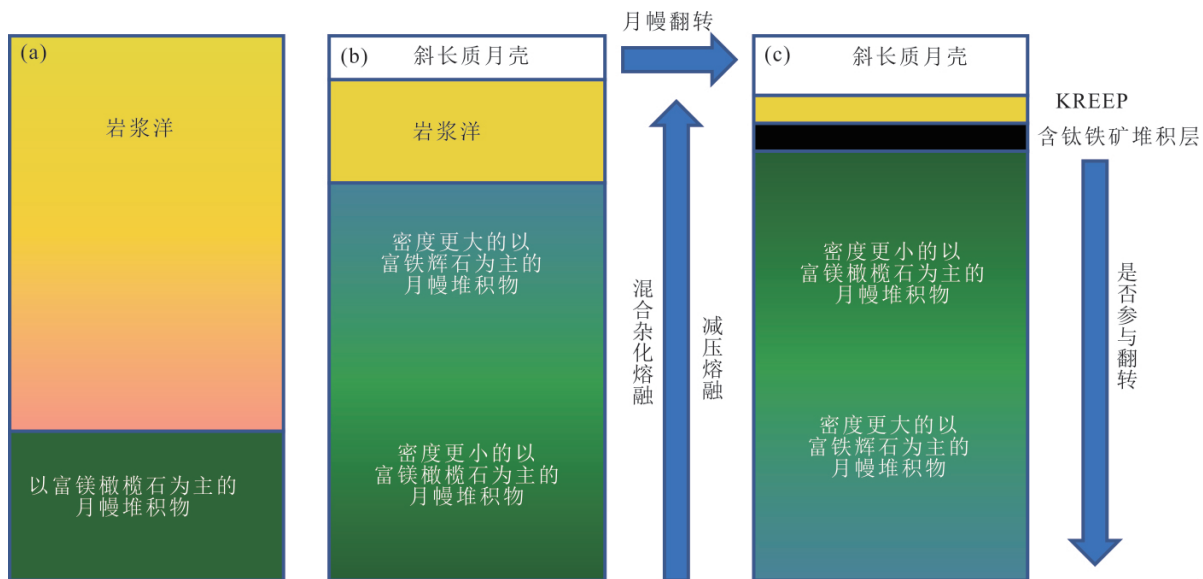 (a)
岩浆洋
以富镁橄榄石为主的
月幔堆积物
(b)
斜长质月壳
岩浆洋
密度更大的以
富铁辉石为主的
月幔堆积物
密度更小的以
富镁橄榄石为主的
月幔堆积物
月幔翻转
混合杂化熔融
减压熔融
(c)
斜长质月壳
KREEP
含钛铁矿堆积层
密度更小的以
富镁橄榄石为主的
月幔堆积物
密度更大的以
富铁辉石为主的
月幔堆积物
是否参与翻转